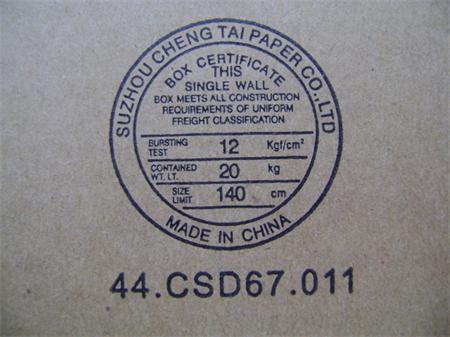 SUZHOU CHENG TAI PAPER CO.,LTD
BOX CERTIFICATE
THIS
SINGLE WALL
BOX MEETS ALL CONSTRUCTION
REQUIREMENTS OF UNIFORM
FREIGHT CLASSIFICATION
BURSTING TEST 12 Kgf/cm²
CONTAINED WT. LT. 20 kg
SIZE LIMIT 140 cm
MADE IN CHINA
44.CSD67.011